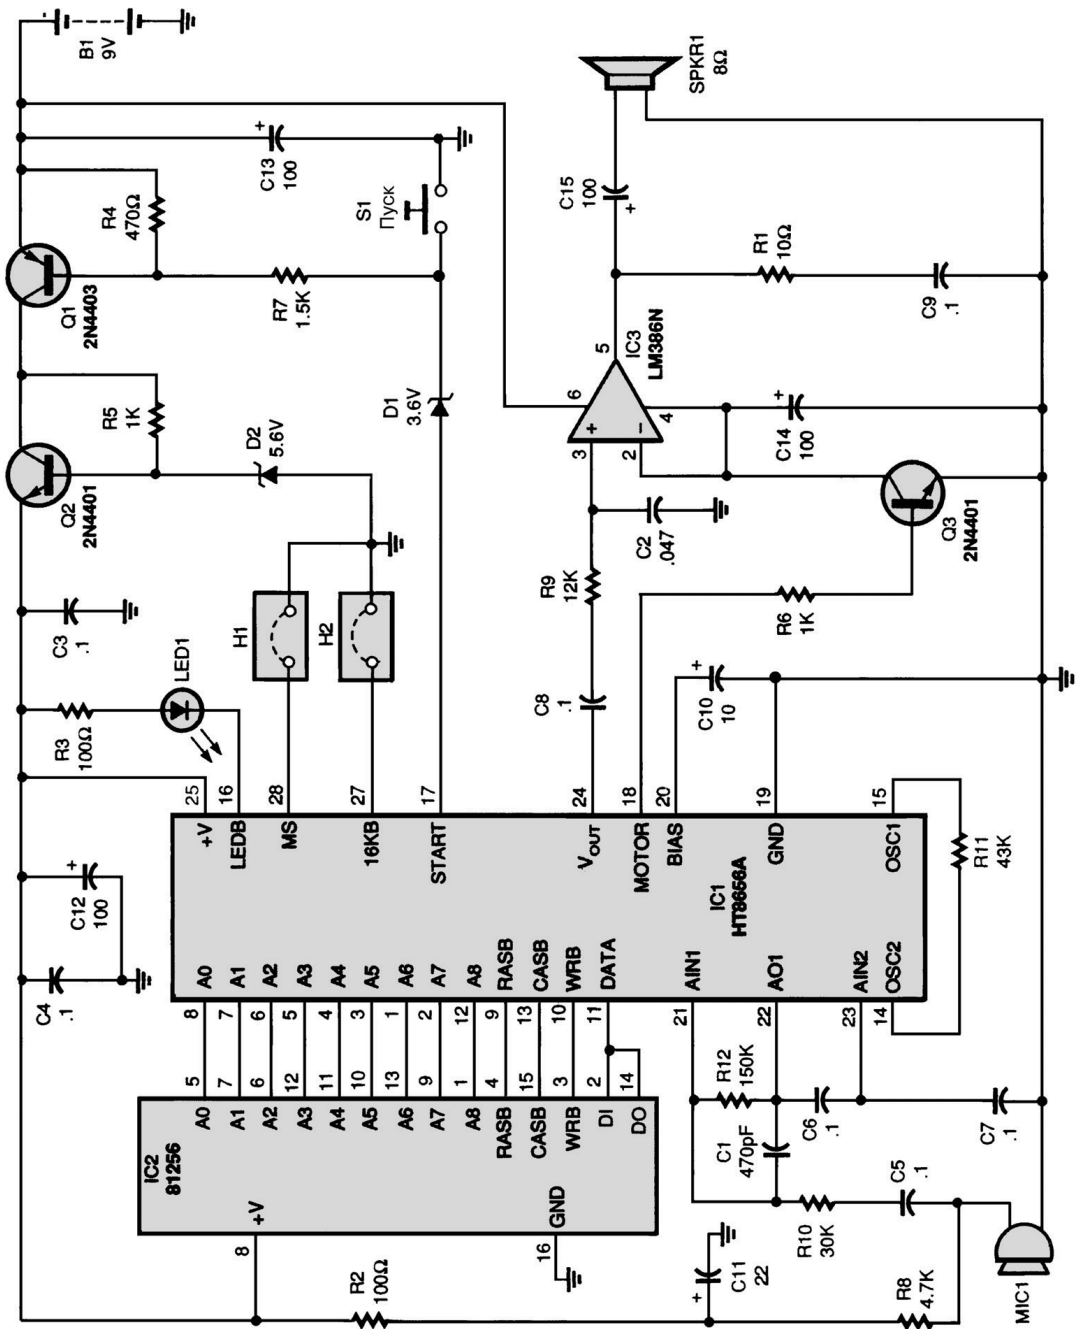 B1
9V
SPKR1
8Ω
C13
100
+
S1
Пуск
R4
470Ω
Q1
2N4403
R7
1.5K
C15
100
+
R1
10Ω
C9
.1
5
IC3
LM386N
6
4
+
−
3
2
C14
100
+
R5
1K
D2
5.6V
D1
3.6V
Q2
2N4401
Q3
2N4401
C2
.047
R9
12K
R6
1K
C3
.1
H1
H2
LED1
R3
100Ω
C8
.1
C10
10
+
25
16
28
27
17
24
18
20
19
15
+V
LEDB
MS
16KB
START
VOUT
MOTOR
BIAS
GND
OSC1
R11
43K
IC1
HT8656A
C12
100
+
C4
.1
A0
A1
A2
A3
A4
A5
A6
A7
A8
RASB
CASB
WRB
DATA
AIN1
AO1
AIN2
OSC2
8
7
6
5
4
3
1
2
12
9
13
10
11
21
22
23
14
5
7
6
12
11
10
13
9
1
4
15
3
2
14
A0
A1
A2
A3
A4
A5
A6
A7
A8
RASB
CASB
WRB
DI
DO
IC2
81256
+V
GND
8
16
R12
150K
C1
470pF
C6
.1
C7
.1
R10
30K
C5
.1
R2
100Ω
C11
22
+
R8
4.7K
MIC1